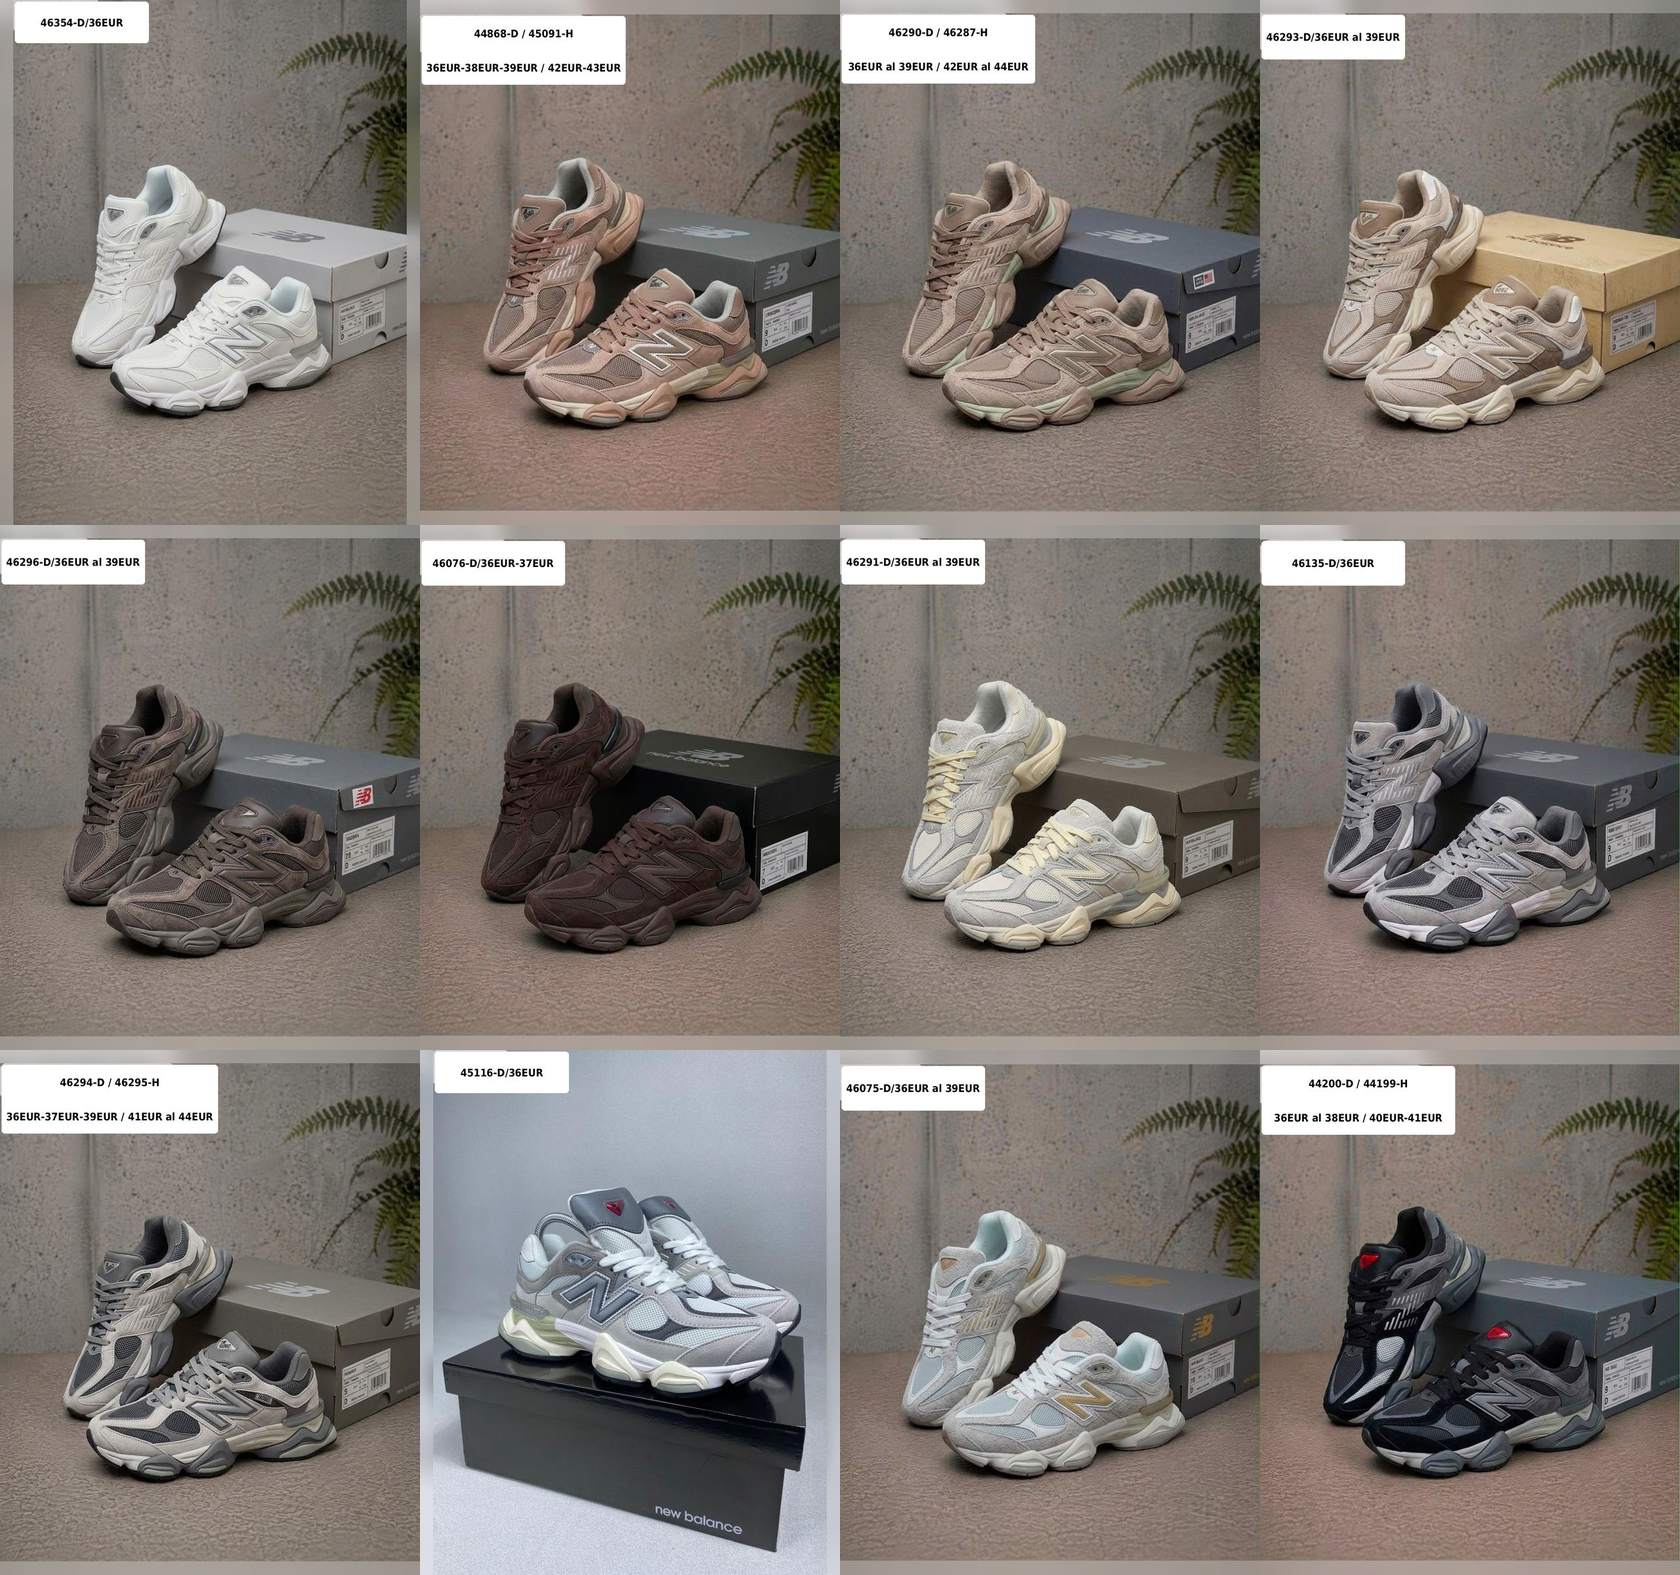 46354-D/36EUR
44868-D / 45091-H
36EUR-38EUR-39EUR / 42EUR-43EUR
46290-D / 46287-H
36EUR al 39EUR / 42EUR al 44EUR
46293-D/36EUR al 39EUR
46296-D/36EUR al 39EUR
46076-D/36EUR-37EUR
new balance
46291-D/36EUR al 39EUR
46135-D/36EUR
46294-D / 46295-H
36EUR-37EUR-39EUR / 41EUR al 44EUR
45116-D/36EUR
new balance
46075-D/36EUR al 39EUR
44200-D / 44199-H
36EUR al 38EUR / 40EUR-41EUR